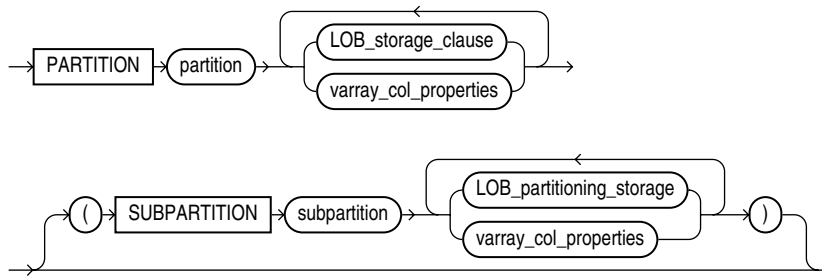 PARTITION partition LOB_storage_clause
varray_col_properties
( SUBPARTITION subpartition LOB_partitioning_storage )
varray_col_properties